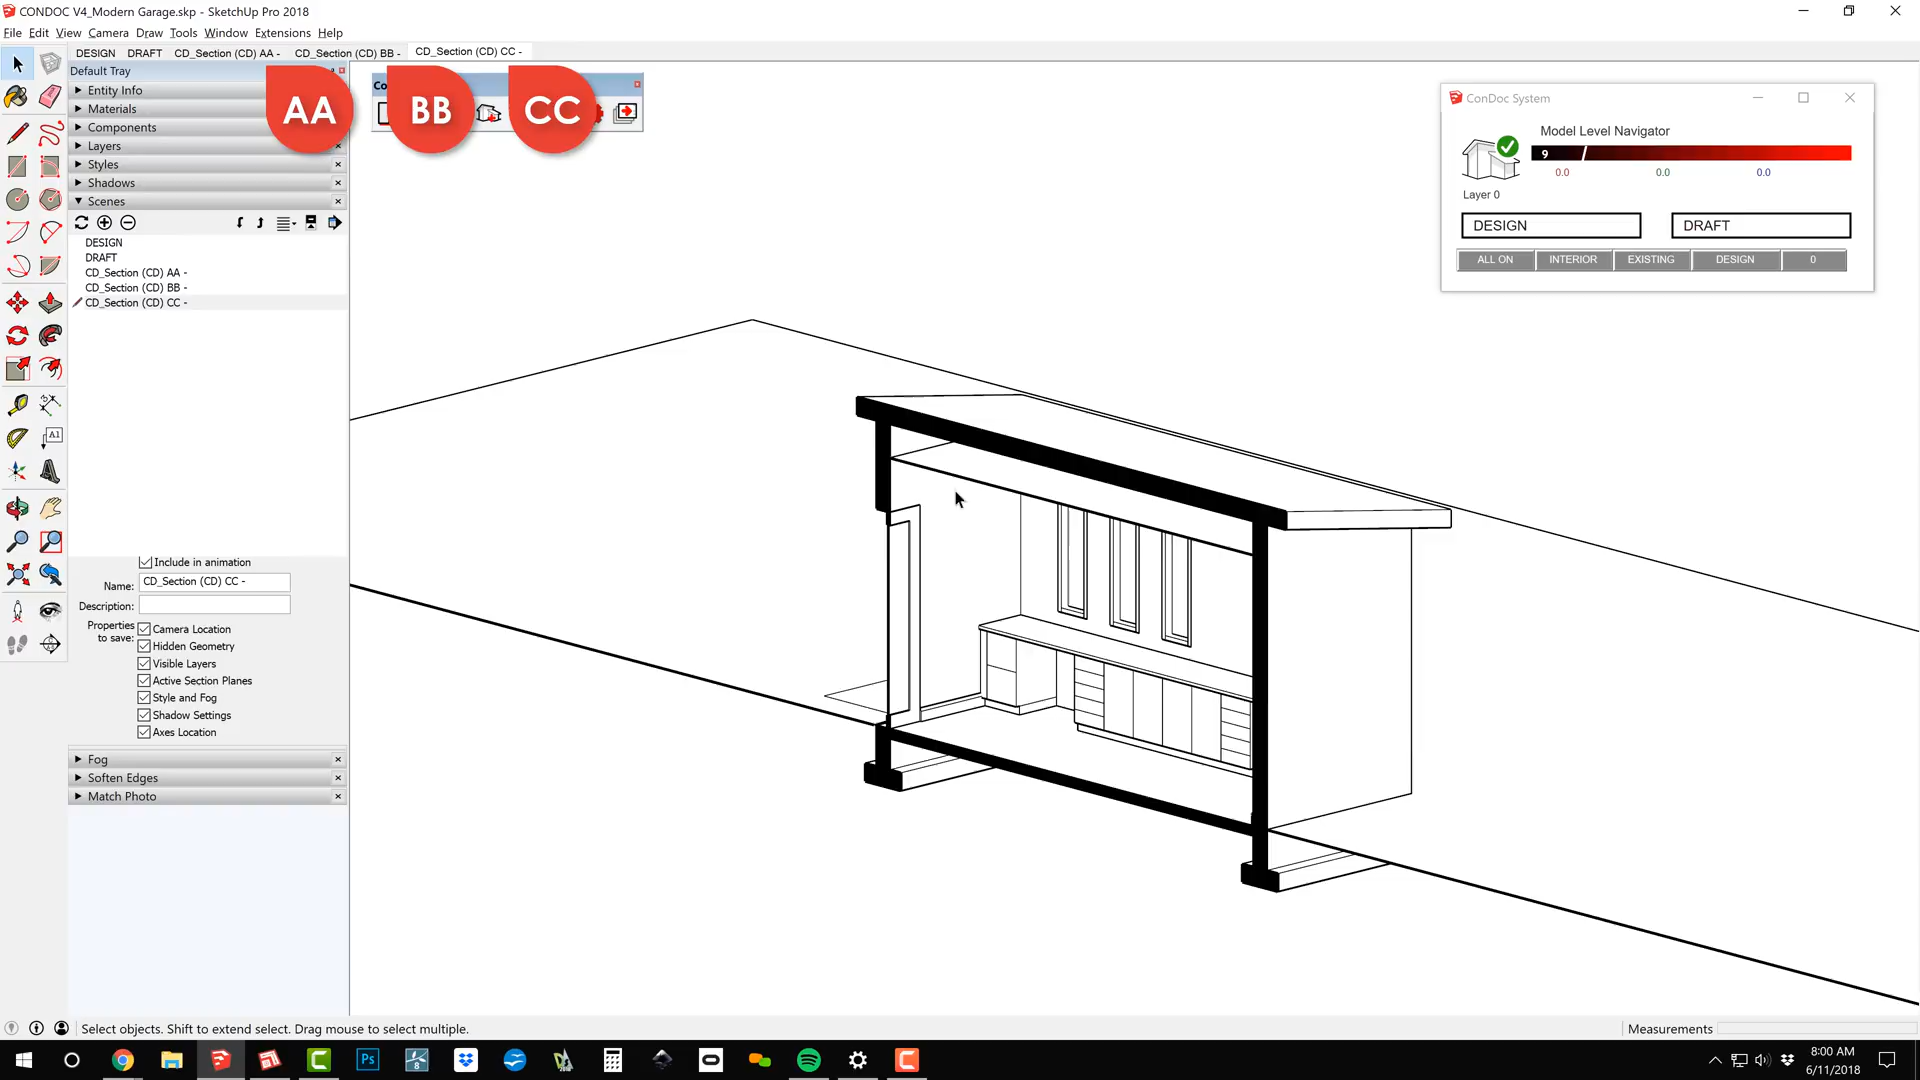 CONDOC V4_Modern Garage.skp - SketchUp Pro 2018
File Edit View Camera Draw Tools Window Extensions Help
DESIGN DRAFT CD_Section (CD) AA - CD_Section (CD) BB - CD_Section (CD) CC -
Default Tray
Entity Info
Materials
Components
Layers
Styles
Shadows
Scenes
DESIGN
DRAFT
CD_Section (CD) AA -
CD_Section (CD) BB -
CD_Section (CD) CC -
Include in animation
Name: CD_Section (CD) CC -
Description:
Properties to save:
Camera Location
Hidden Geometry
Visible Layers
Active Section Planes
Style and Fog
Shadow Settings
Axes Location
Fog
Soften Edges
Match Photo
AA
Co
BB
CC
ConDoc System
Model Level Navigator
9
0.0 0.0 0.0
Layer 0
DESIGN DRAFT
ALL ON INTERIOR EXISTING DESIGN 0
A1
Select objects. Shift to extend select. Drag mouse to select multiple.
Measurements
Ps
8
8:00 AM
6/11/2018